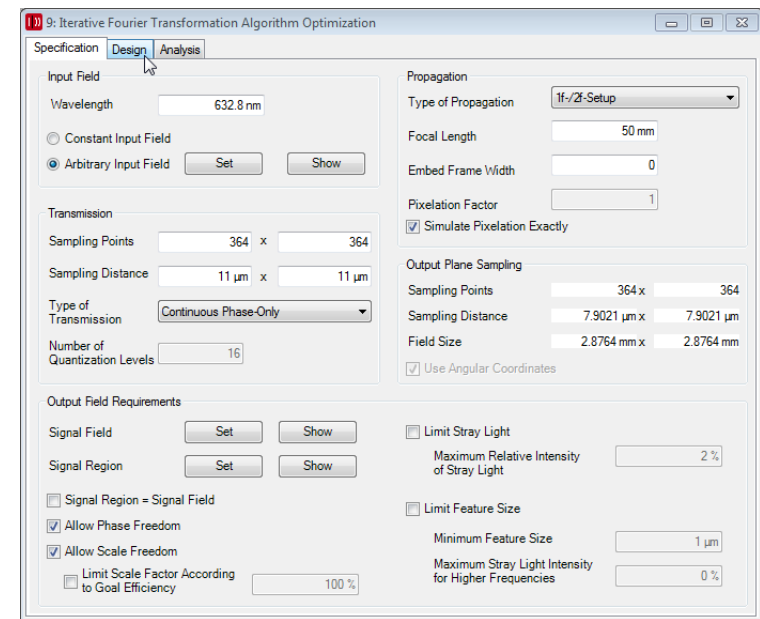 9: Iterative Fourier Transformation Algorithm Optimization
Specification Design Analysis
Input Field
Wavelength 632.8 nm
Constant Input Field
Arbitrary Input Field Set Show
Transmission
Sampling Points 364 x 364
Sampling Distance 11 µm x 11 µm
Type of
Transmission Continuous Phase-Only
Number of
Quantization Levels 16
Propagation
Type of Propagation 1f-/2f-Setup
Focal Length 50 mm
Embed Frame Width 0
Pixelation Factor 1
Simulate Pixelation Exactly
Output Plane Sampling
Sampling Points 364 x 364
Sampling Distance 7.9021 µm x 7.9021 µm
Field Size 2.8764 mm x 2.8764 mm
Use Angular Coordinates
Output Field Requirements
Signal Field Set Show
Signal Region Set Show
Signal Region = Signal Field
Allow Phase Freedom
Allow Scale Freedom
Limit Scale Factor According
to Goal Efficiency 100 %
Limit Stray Light
Maximum Relative Intensity
of Stray Light 2 %
Limit Feature Size
Minimum Feature Size 1 µm
Maximum Stray Light Intensity
for Higher Frequencies 0 %